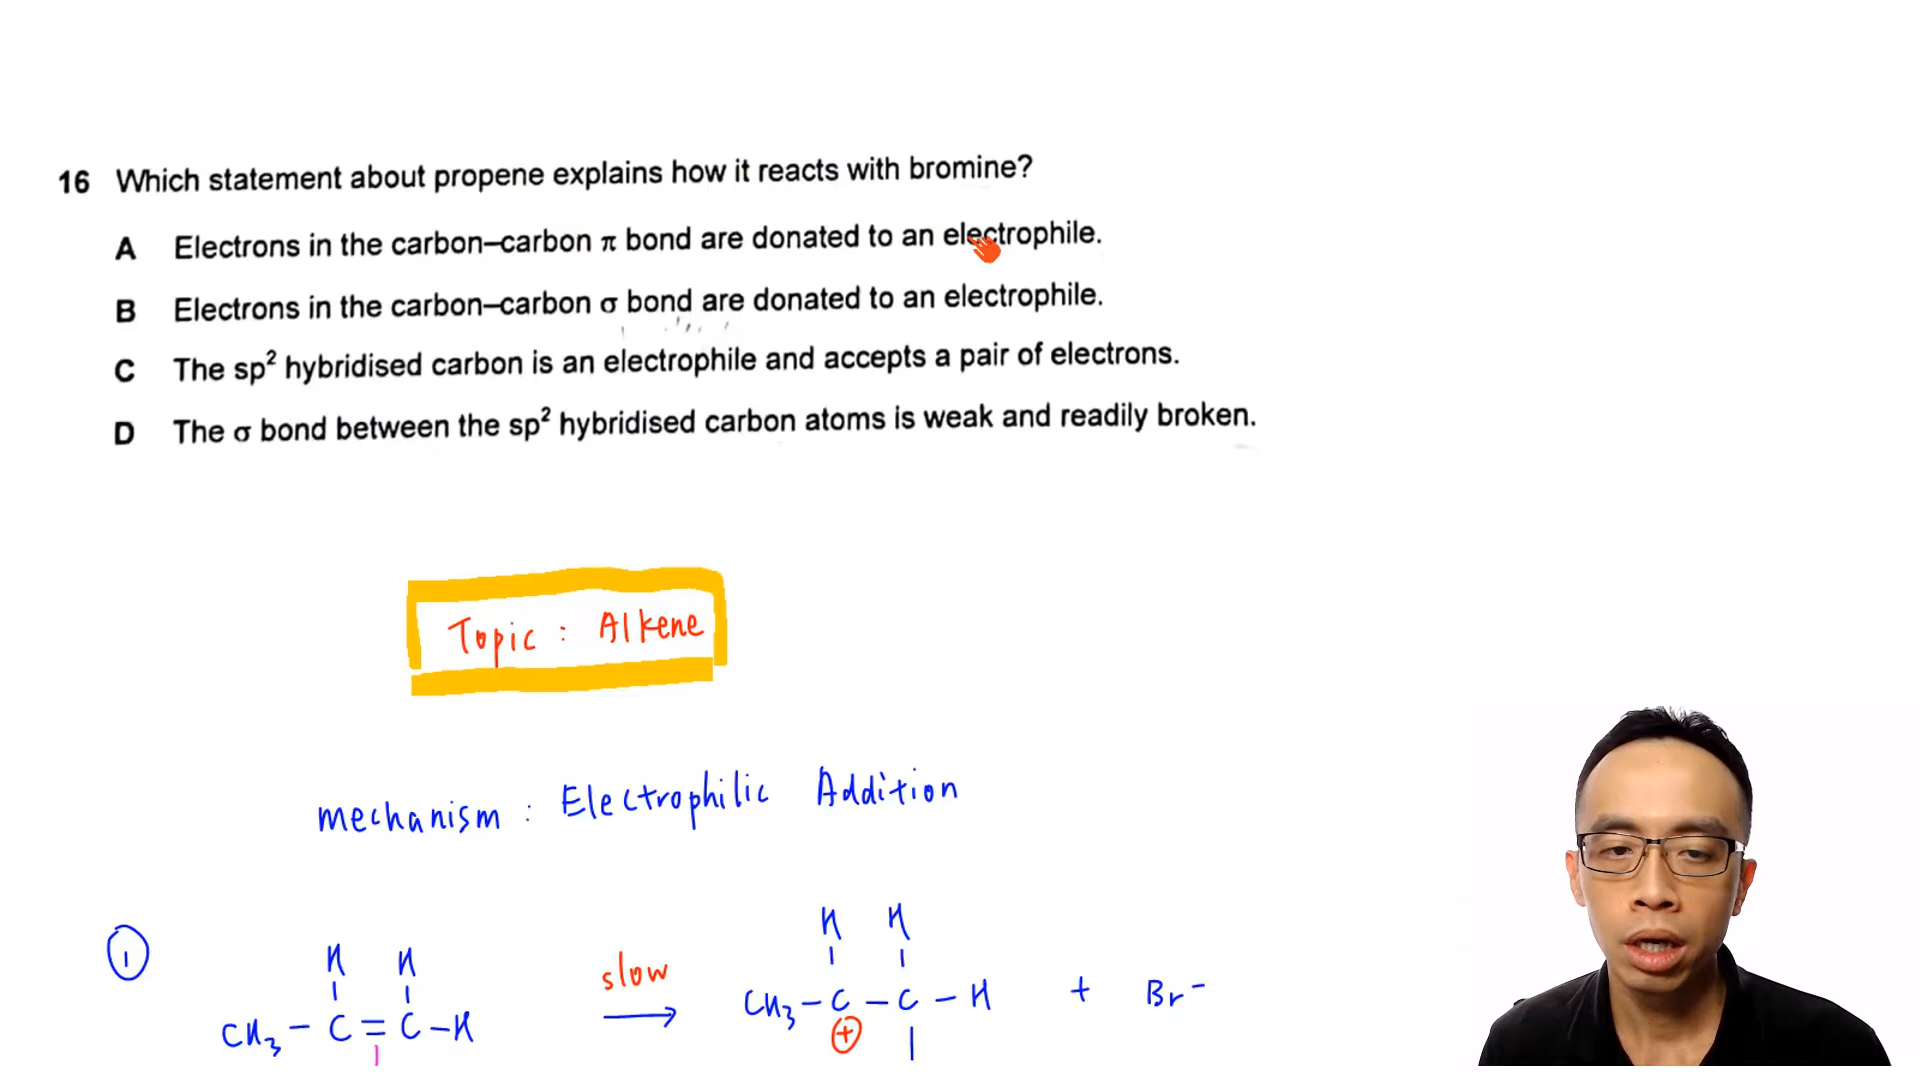 16 Which statement about propene explains how it reacts with bromine?
A Electrons in the carbon–carbon π bond are donated to an electrophile.
B Electrons in the carbon–carbon σ bond are donated to an electrophile.
C The sp² hybridised carbon is an electrophile and accepts a pair of electrons.
D The σ bond between the sp² hybridised carbon atoms is weak and readily broken.
Topic : Alkene
mechanism : Electrophilic Addition
①
H H
CH₃ – C = C – H
slow
→
H H
CH₃ – C – C – H + Br⁻
⊕